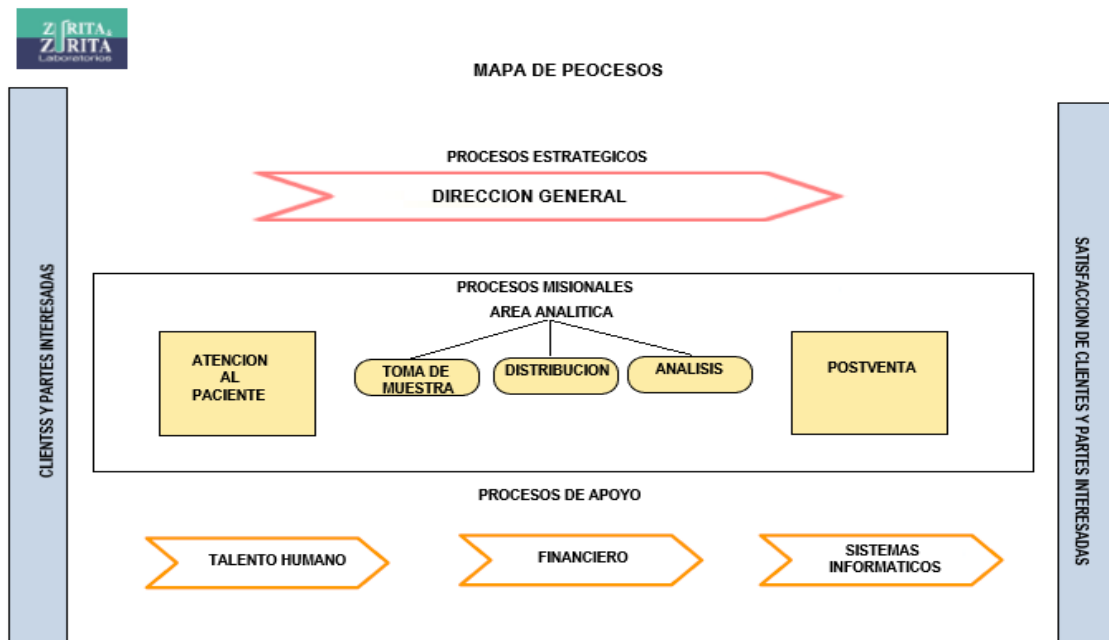 ZURITA &
ZURITA
Laboratorios
MAPA DE PEOCESOS
PROCESOS ESTRATEGICOS
DIRECCION GENERAL
CLIENTSS Y PARTES INTERESADAS
PROCESOS MISIONALES
AREA ANALITICA
ATENCION
AL
PACIENTE
TOMA DE
MUESTRA
DISTRIBUCION
ANALISIS
POSTVENTA
SATISFACCION DE CLIENTES Y PARTES INTERESADAS
PROCESOS DE APOYO
TALENTO HUMANO
FINANCIERO
SISTEMAS
INFORMATICOS